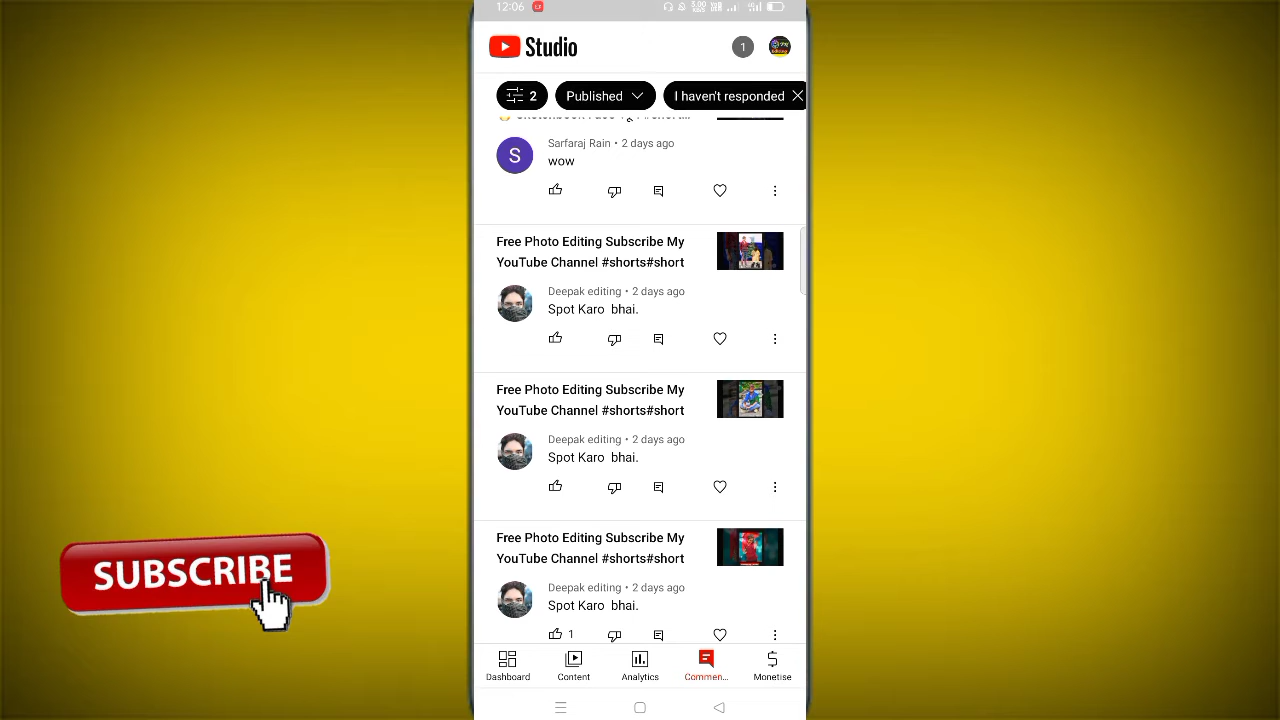 12:06
Studio
1
2
Published
I haven't responded
Sarfaraj Rain • 2 days ago
wow
Free Photo Editing Subscribe My
YouTube Channel #shorts#short
Deepak editing • 2 days ago
Spot Karo bhai.
Free Photo Editing Subscribe My
YouTube Channel #shorts#short
Deepak editing • 2 days ago
Spot Karo bhai.
Free Photo Editing Subscribe My
YouTube Channel #shorts#short
Deepak editing • 2 days ago
Spot Karo bhai.
1
Dashboard
Content
Analytics
Commen...
Monetise
SUBSCRIBE